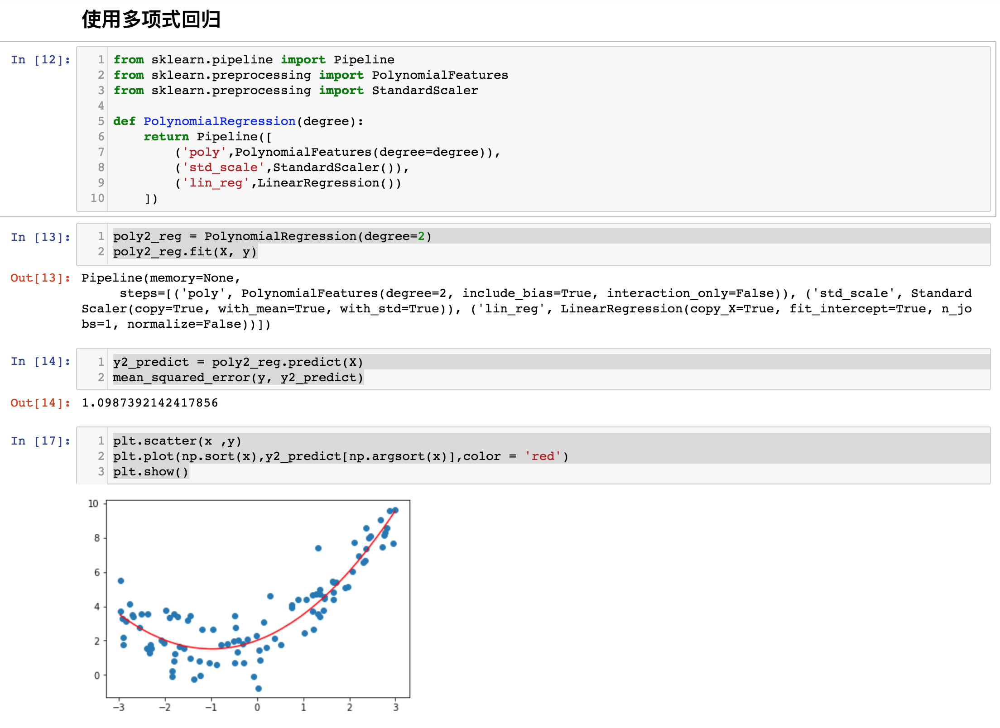 使用多项式回归
In [12]:
1 from sklearn.pipeline import Pipeline
2 from sklearn.preprocessing import PolynomialFeatures
3 from sklearn.preprocessing import StandardScaler
4
5 def PolynomialRegression(degree):
6     return Pipeline([
7         ('poly',PolynomialFeatures(degree=degree)),
8         ('std_scale',StandardScaler()),
9         ('lin_reg',LinearRegression())
10     ])
In [13]:
1 poly2_reg = PolynomialRegression(degree=2)
2 poly2_reg.fit(X, y)
Out[13]: Pipeline(memory=None,
     steps=[('poly', PolynomialFeatures(degree=2, include_bias=True, interaction_only=False)), ('std_scale', Standard
Scaler(copy=True, with_mean=True, with_std=True)), ('lin_reg', LinearRegression(copy_X=True, fit_intercept=True, n_jo
bs=1, normalize=False))])
In [14]:
1 y2_predict = poly2_reg.predict(X)
2 mean_squared_error(y, y2_predict)
Out[14]: 1.0987392142417856
In [17]:
1 plt.scatter(x ,y)
2 plt.plot(np.sort(x),y2_predict[np.argsort(x)],color = 'red')
3 plt.show()
10
8
6
4
2
0
−3 −2 −1 0 1 2 3